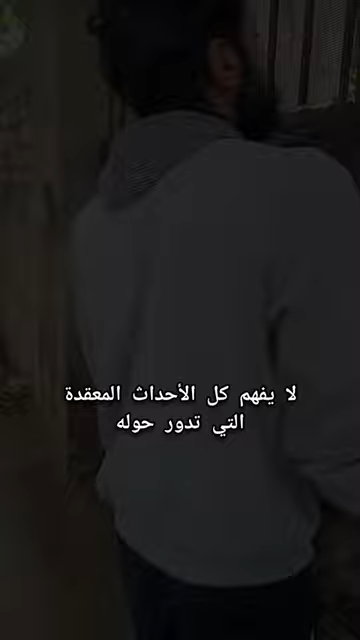 لا يفهم كل الأحداث المعقدة
التي تدور حوله